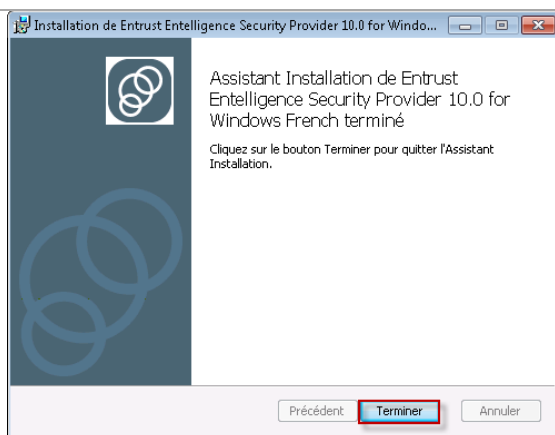 Installation de Entrust Entelligence Security Provider 10.0 for Windo...
Assistant Installation de Entrust
Entelligence Security Provider 10.0 for
Windows French terminé
Cliquez sur le bouton Terminer pour quitter l'Assistant
Installation.
Précédent Terminer Annuler